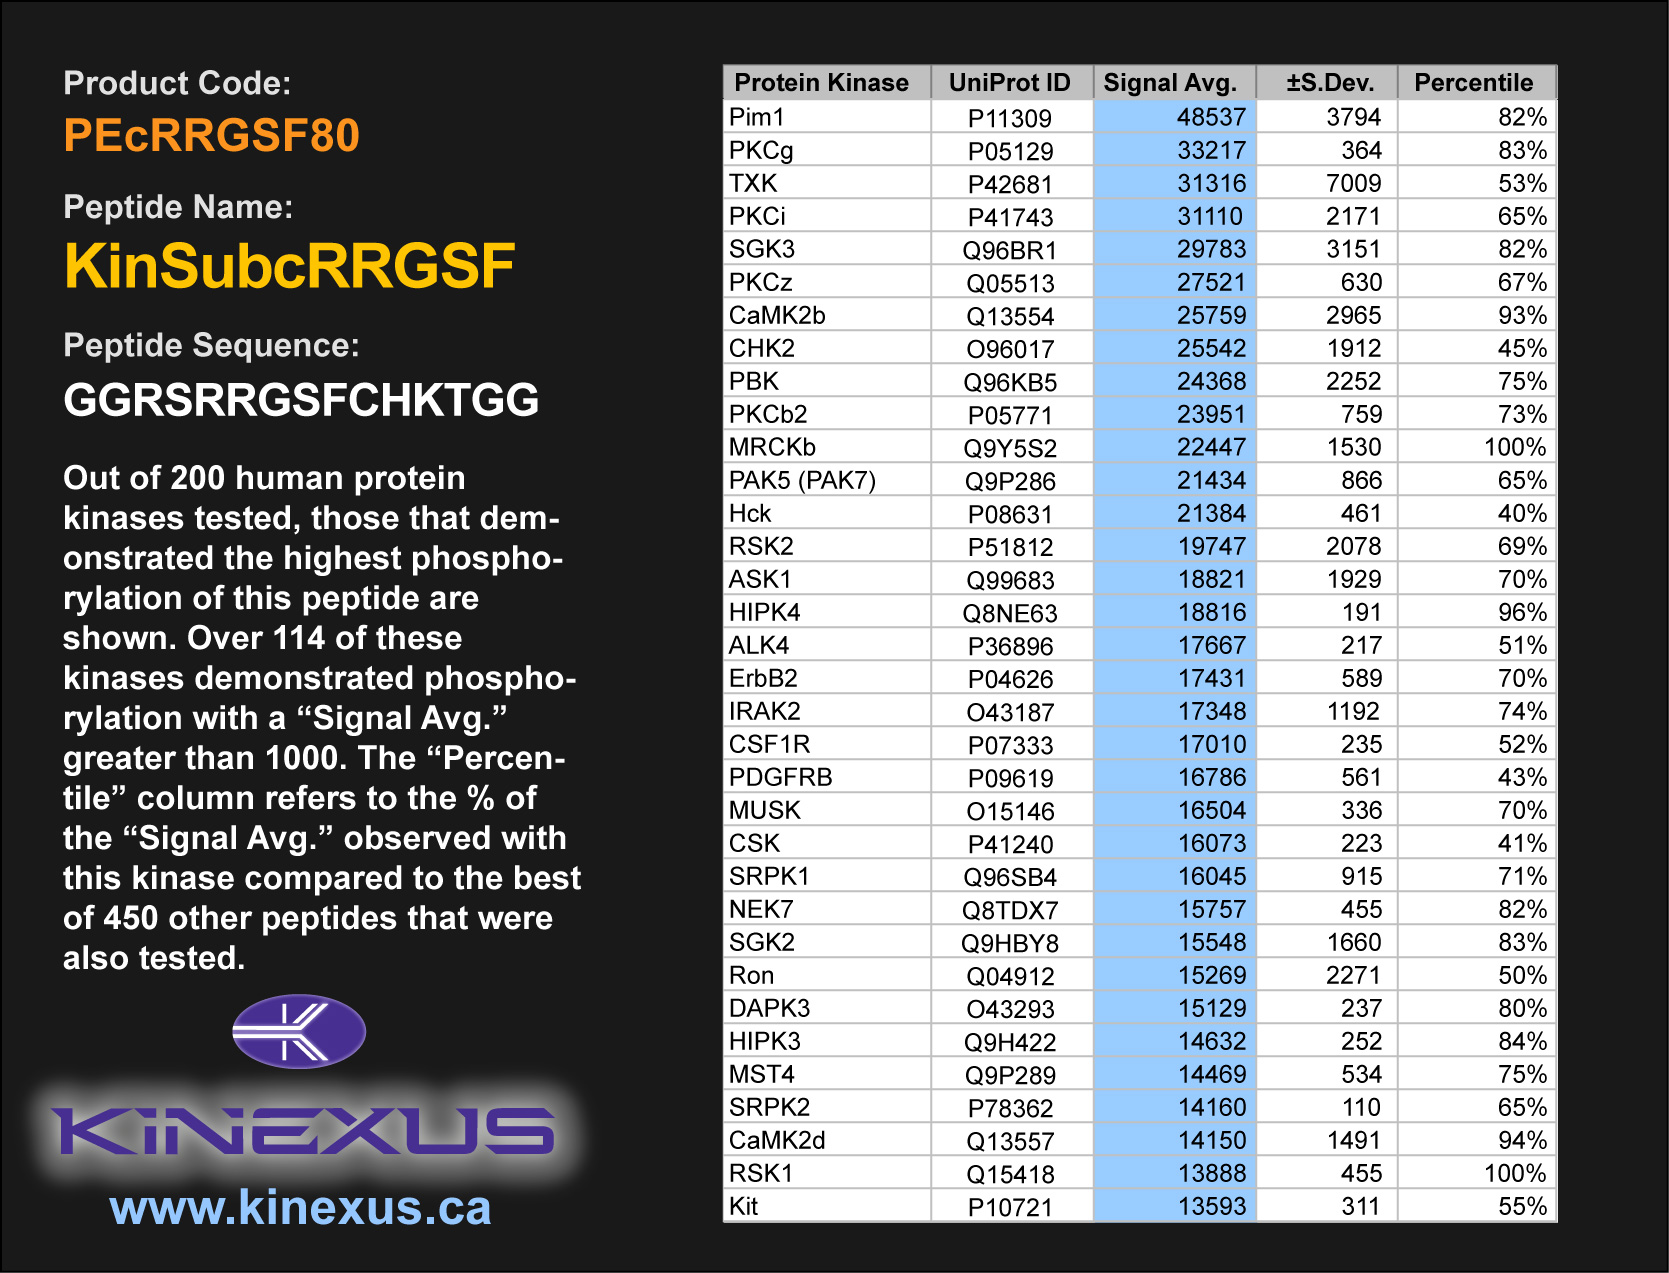 Product Code:
PEcRRGSF80
Peptide Name:
KinSubcRRGSF
Peptide Sequence:
GGRSRRGSFCHKTGG
Out of 200 human protein
kinases tested, those that dem-
onstrated the highest phospho-
rylation of this peptide are
shown. Over 114 of these
kinases demonstrated phospho-
rylation with a “Signal Avg.”
greater than 1000. The “Percen-
tile” column refers to the % of
the “Signal Avg.” observed with
this kinase compared to the best
of 450 other peptides that were
also tested.
KiNEXUS
www.kinexus.ca
Protein Kinase UniProt ID Signal Avg. ±S.Dev. Percentile
Pim1 P11309 48537 3794 82%
PKCg P05129 33217 364 83%
TXK P42681 31316 7009 53%
PKCi P41743 31110 2171 65%
SGK3 Q96BR1 29783 3151 82%
PKCz Q05513 27521 630 67%
CaMK2b Q13554 25759 2965 93%
CHK2 O96017 25542 1912 45%
PBK Q96KB5 24368 2252 75%
PKCb2 P05771 23951 759 73%
MRCKb Q9Y5S2 22447 1530 100%
PAK5 (PAK7) Q9P286 21434 866 65%
Hck P08631 21384 461 40%
RSK2 P51812 19747 2078 69%
ASK1 Q99683 18821 1929 70%
HIPK4 Q8NE63 18816 191 96%
ALK4 P36896 17667 217 51%
ErbB2 P04626 17431 589 70%
IRAK2 O43187 17348 1192 74%
CSF1R P07333 17010 235 52%
PDGFRB P09619 16786 561 43%
MUSK O15146 16504 336 70%
CSK P41240 16073 223 41%
SRPK1 Q96SB4 16045 915 71%
NEK7 Q8TDX7 15757 455 82%
SGK2 Q9HBY8 15548 1660 83%
Ron Q04912 15269 2271 50%
DAPK3 O43293 15129 237 80%
HIPK3 Q9H422 14632 252 84%
MST4 Q9P289 14469 534 75%
SRPK2 P78362 14160 110 65%
CaMK2d Q13557 14150 1491 94%
RSK1 Q15418 13888 455 100%
Kit P10721 13593 311 55%